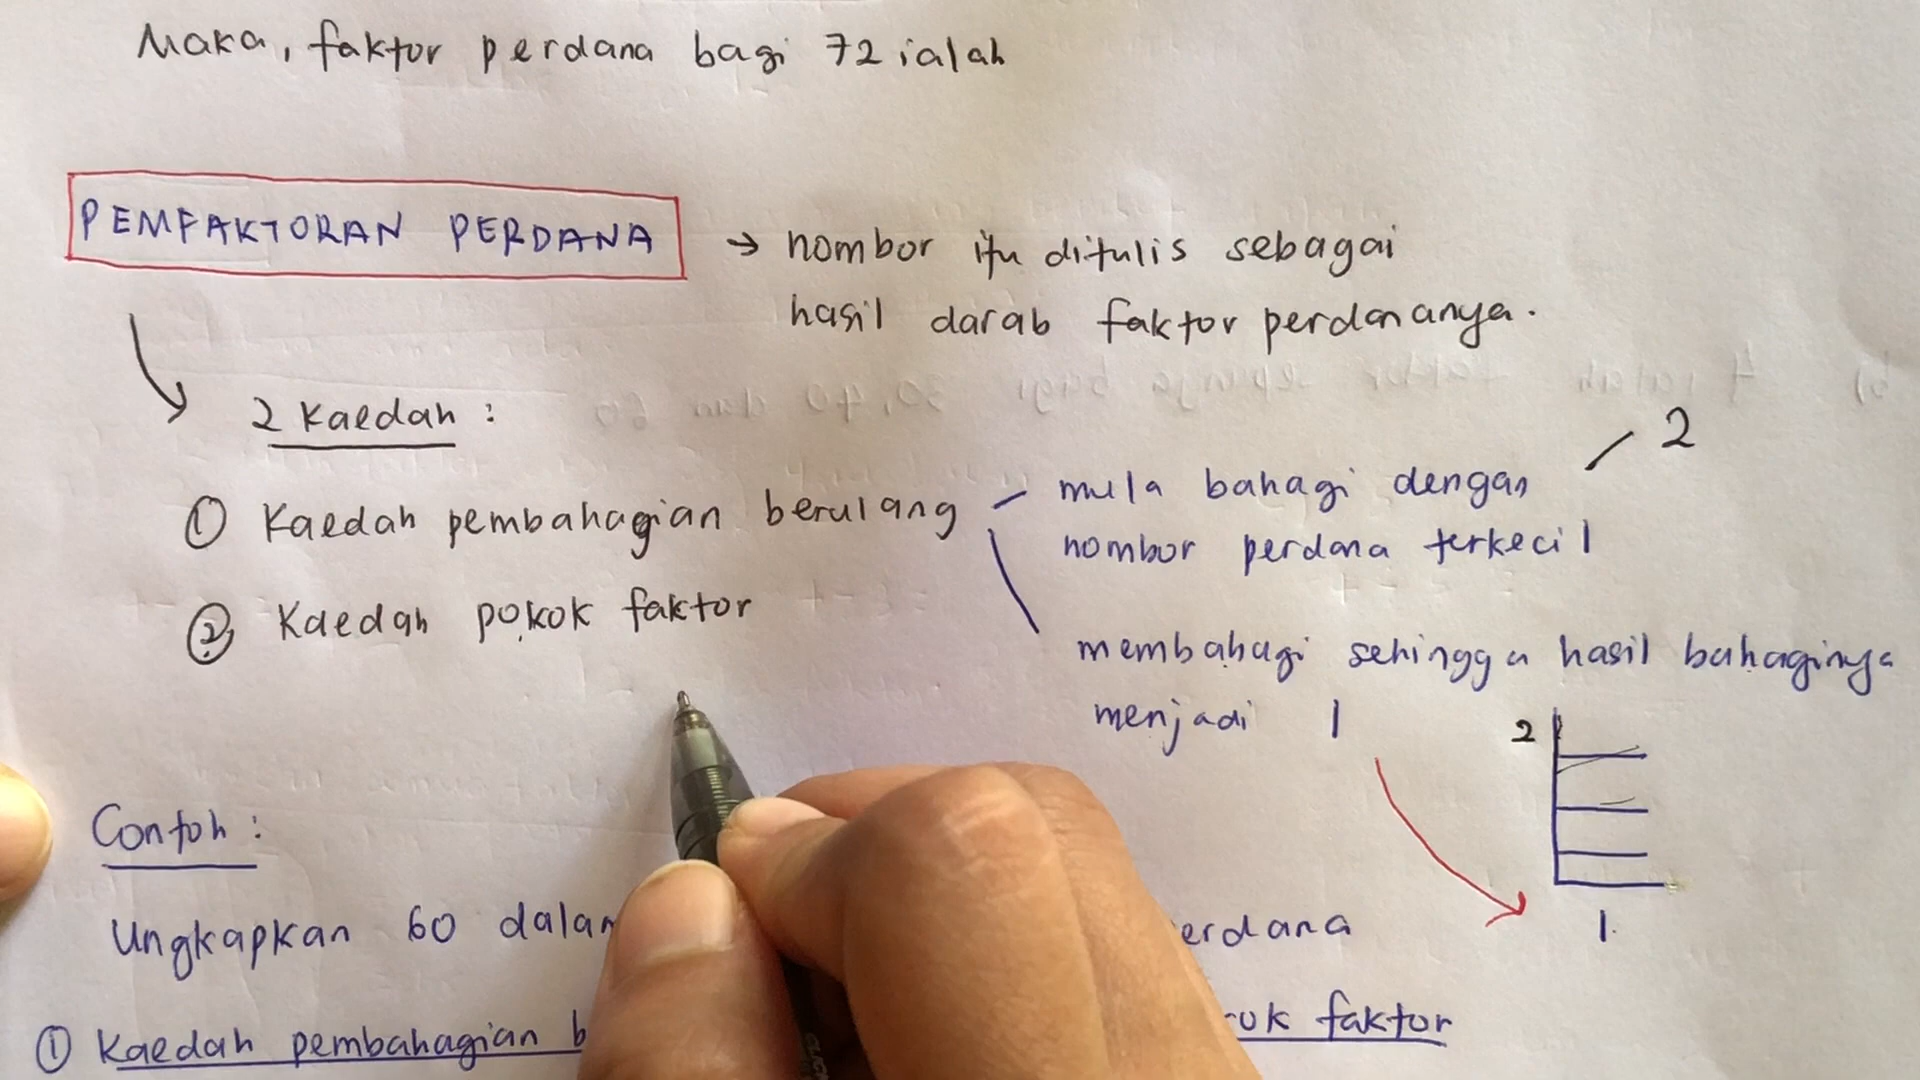 Maka, faktor perdana bagi 72 ialah
PEMFAKTORAN PERDANA
→ nombor itu ditulis sebagai
hasil darab faktor perdananya.
2 Kaedah :
① Kaedah pembahagian berulang
mula bahagi dengan
nombor perdana terkecil
2
membahagi sehingga hasil bahaginya
menjadi 1
2
1
② Kaedah pokok faktor
Contoh :
Ungkapkan 60 dalam erdana
① Kaedah pembahagian b
faktor